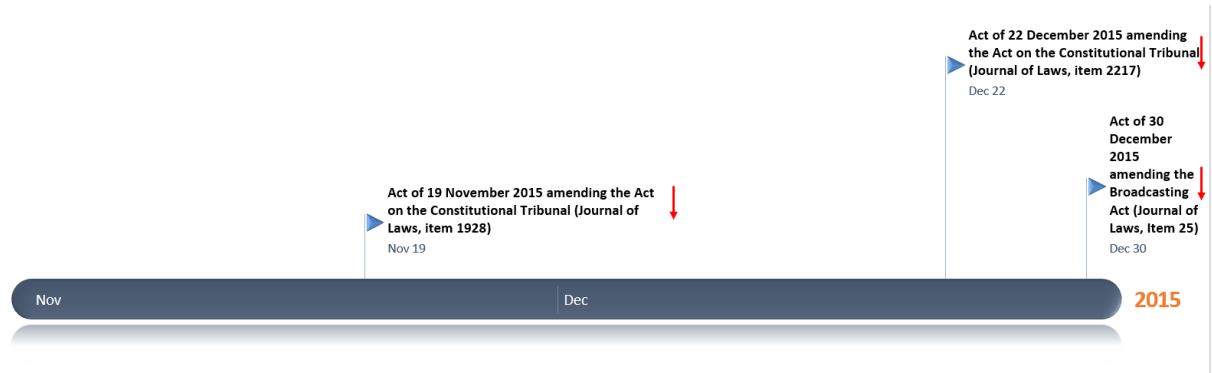 Act of 22 December 2015 amending
the Act on the Constitutional Tribunal
(Journal of Laws, item 2217)
Dec 22
Act of 30
December
2015
amending the
Broadcasting
Act (Journal of
Laws, Item 25)
Dec 30
Act of 19 November 2015 amending the Act
on the Constitutional Tribunal (Journal of
Laws, item 1928)
Nov 19
Nov
Dec
2015